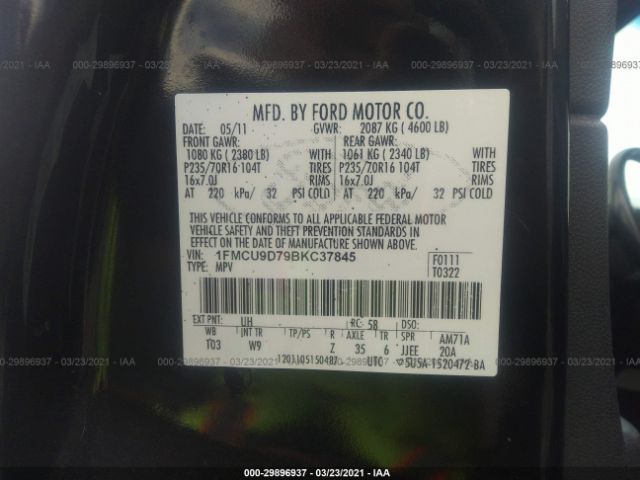 000-29896937 - 03/23/2021 - IAA
MFD. BY FORD MOTOR CO.
DATE: 05/11 GVWR: 2087 KG ( 4600 LB)
FRONT GAWR: REAR GAWR:
1080 KG ( 2380 LB) WITH 1061 KG ( 2340 LB) WITH
P235/70R16 104T TIRES P235/70R16 104T TIRES
16x7.0J RIMS 16x7.0J RIMS
AT 220 kPa/ 32 PSI COLD AT 220 kPa/ 32 PSI COLD
THIS VEHICLE CONFORMS TO ALL APPLICABLE FEDERAL MOTOR
VEHICLE SAFETY AND THEFT PREVENTION STANDARDS IN
EFFECT ON THE DATE OF MANUFACTURE SHOWN ABOVE.
VIN: 1FMCU9D79BKC37845 F0111
TYPE: MPV T0322
EXT PNT: UH RC: 58 DSO:
WB INT TR TP/PS R AXLE TR SPR AM71A
103 W9 Z 35 6 JJEE 20A
UTC 5U5A-1520472-BA
000-29896937 - 03/23/2021 - IAA